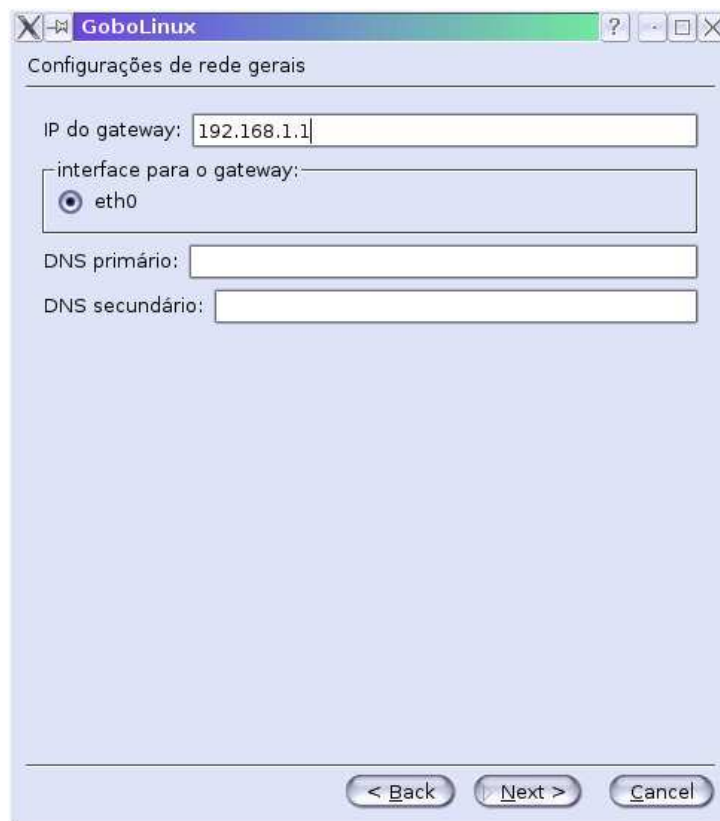 GoboLinux
Configurações de rede gerais
IP do gateway: 192.168.1.1
interface para o gateway:
eth0
DNS primário:
DNS secundário:
< Back Next > Cancel